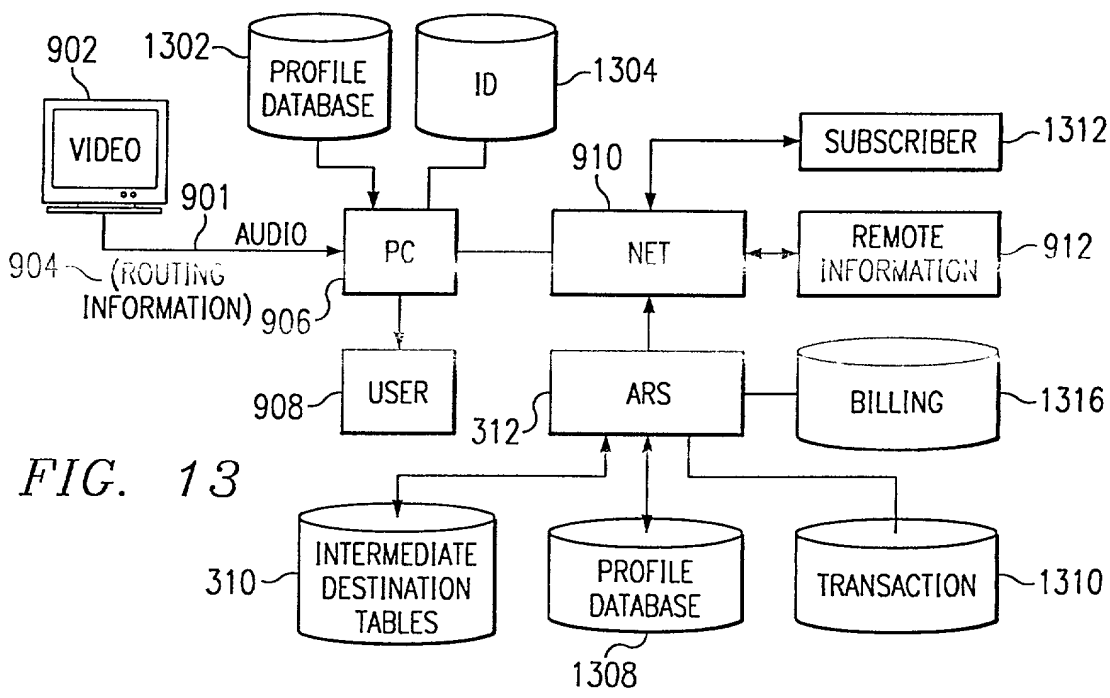 902
1302
PROFILE
DATABASE
ID
1304
VIDEO
901
AUDIO
904
(ROUTING
INFORMATION)
PC
906
910
NET
SUBSCRIBER
1312
REMOTE
INFORMATION
912
USER
908
ARS
312
BILLING
1316
FIG. 13
INTERMEDIATE
DESTINATION
TABLES
310
PROFILE
DATABASE
1308
TRANSACTION
1310